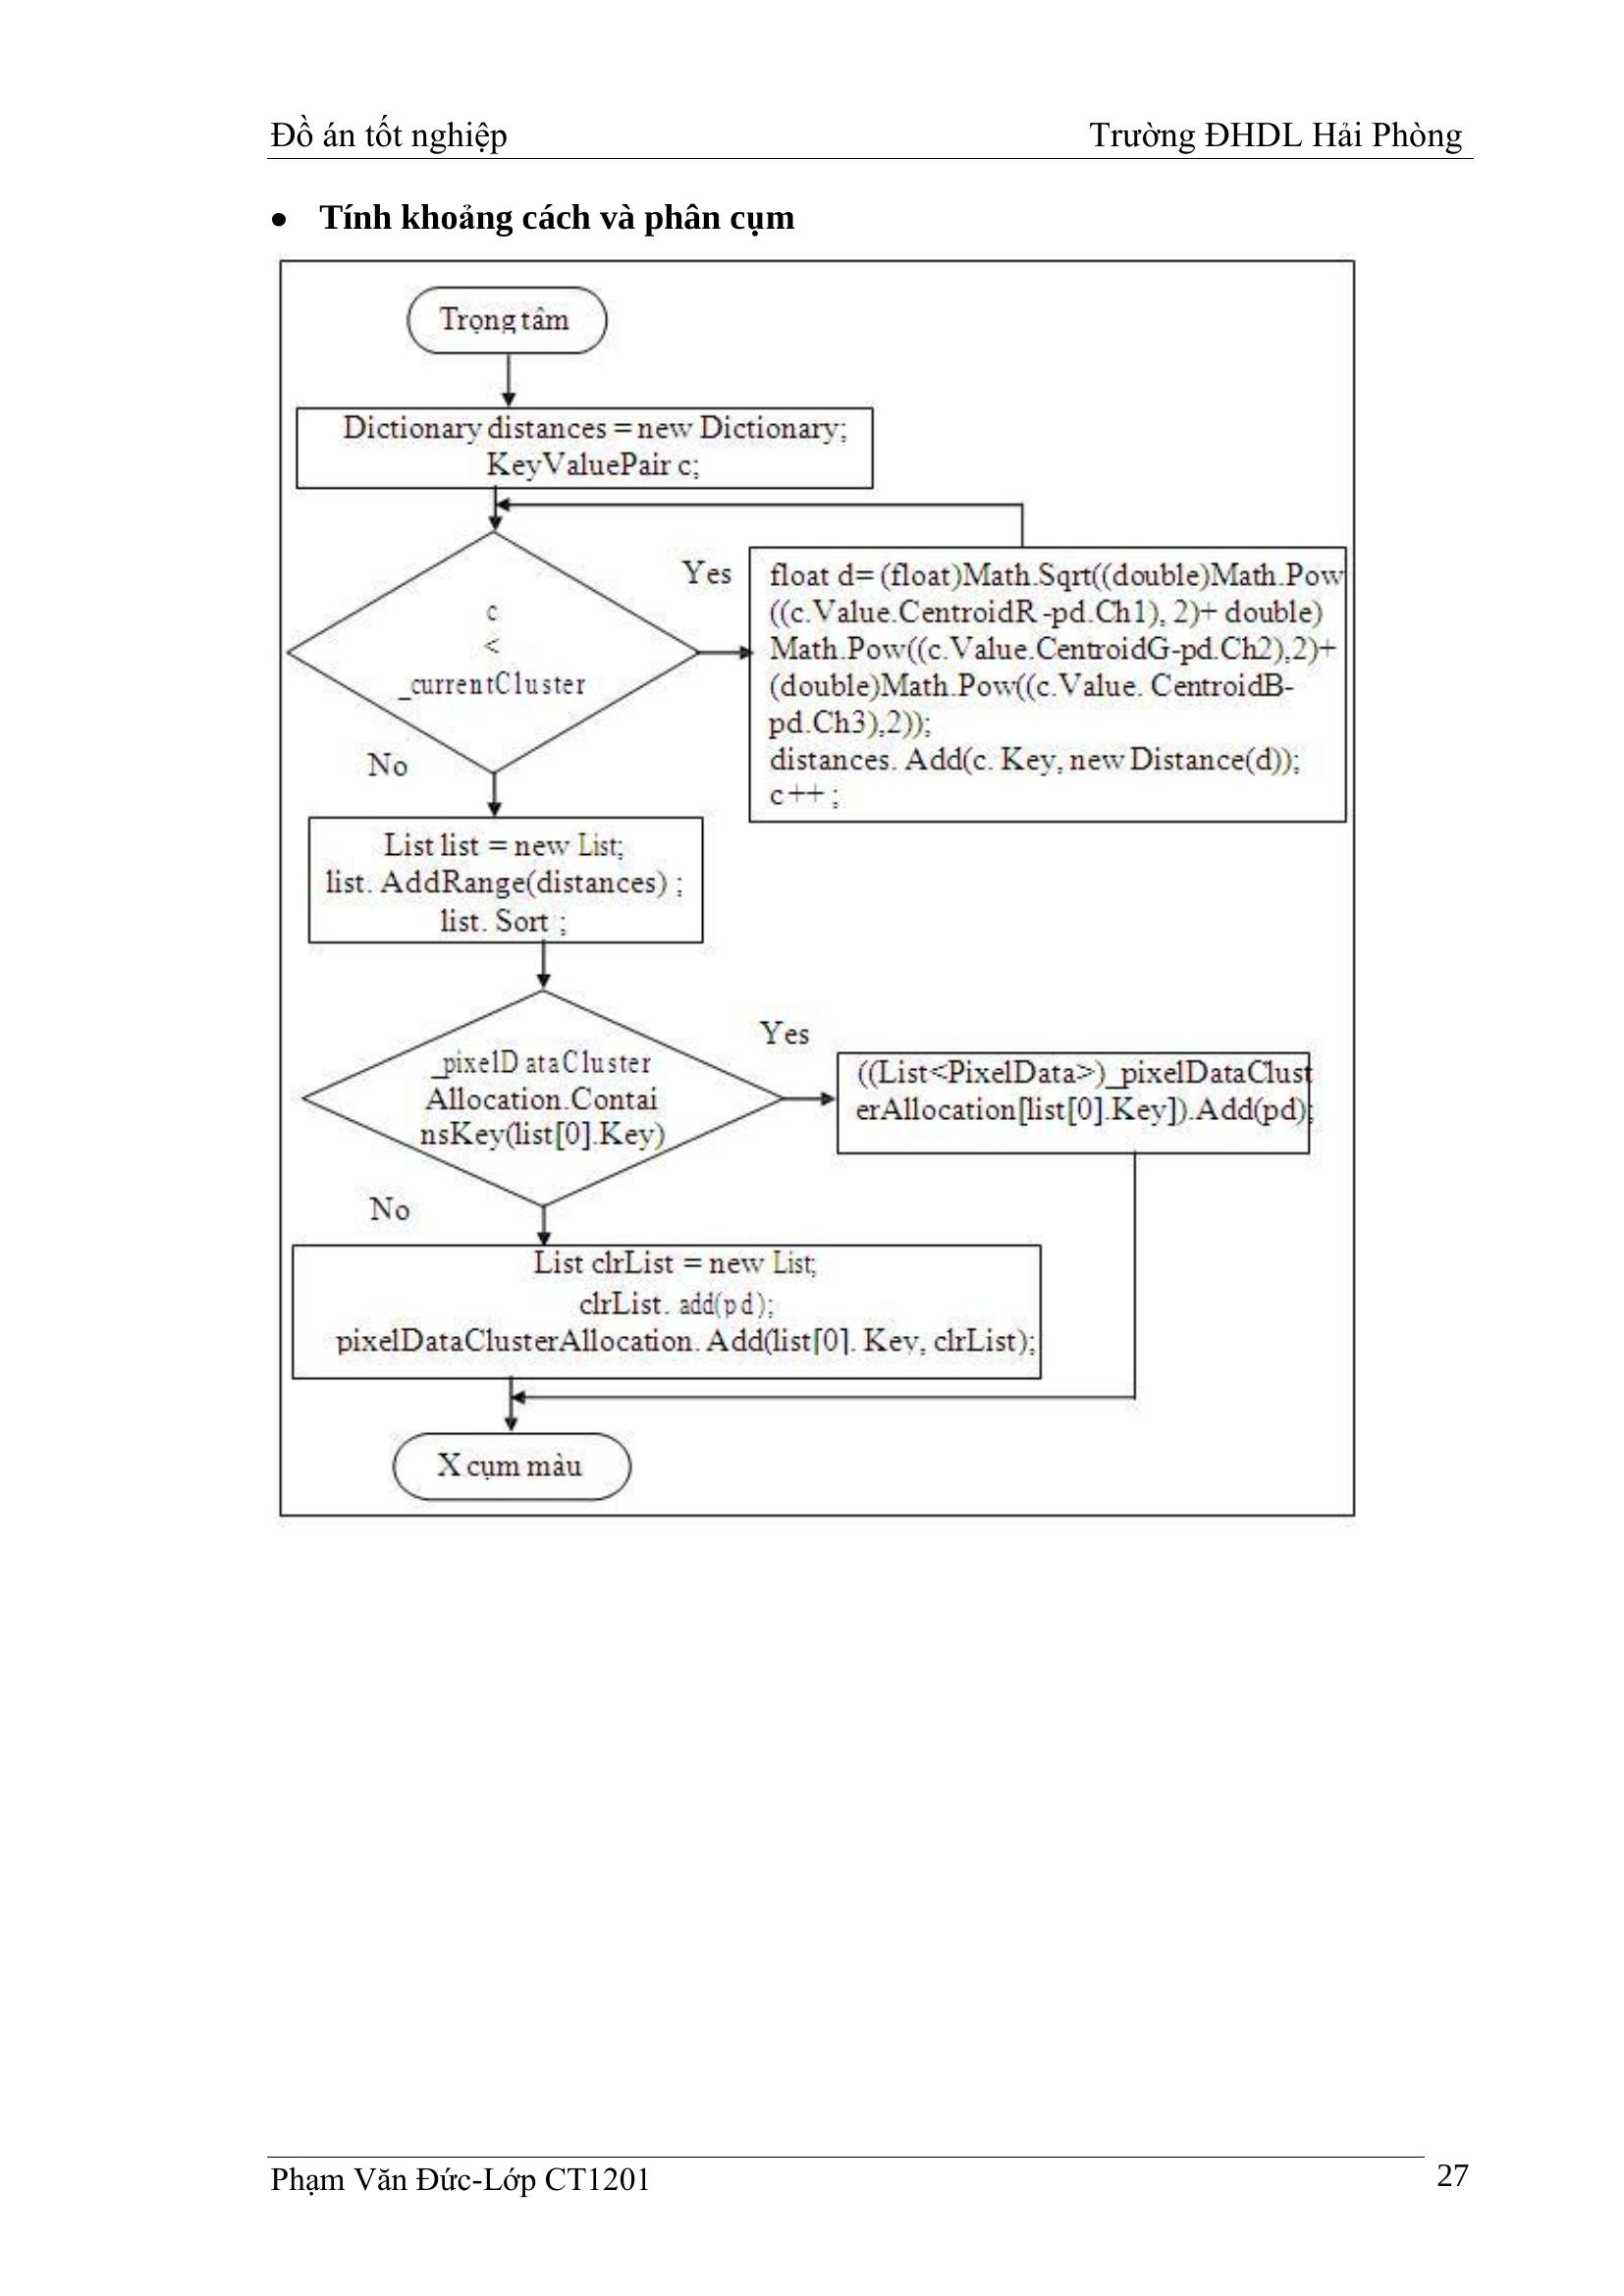 Đồ án tốt nghiệp
Trường ĐHDL Hải Phòng
● Tính khoảng cách và phân cụm
Trọng tâm
Dictionary distances = new Dictionary;
KeyValuePair c;
Yes
float d= (float)Math.Sqrt((double)Math.Pow
((c.Value.CentroidR -pd.Ch1), 2)+ double)
Math.Pow((c.Value.CentroidG-pd.Ch2),2)+
(double)Math.Pow((c.Value. CentroidB-
pd.Ch3),2));
distances. Add(c. Key, new Distance(d));
c ++ ;
c
<
_currentCluster
No
List list = new List;
list. AddRange(distances) ;
list. Sort ;
_pixelDataCluster
Allocation.Contai
nsKey(list[0].Key)
Yes
((List<PixelData>)_pixelDataClust
erAllocation[list[0].Key]).Add(pd);
No
List clrList = new List;
clrList. add(pd);
pixelDataClusterAllocation. Add(list[0]. Key, clrList);
X cụm màu
Phạm Văn Đức-Lớp CT1201
27